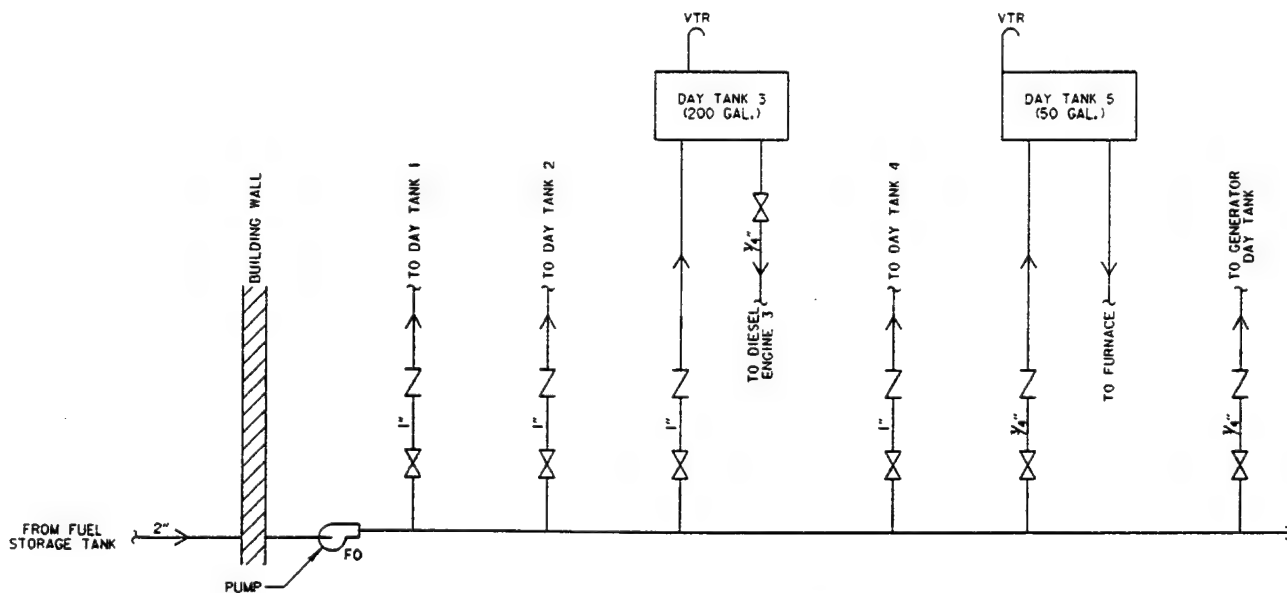 VTR
VTR
DAY TANK 3
(200 GAL.)
DAY TANK 5
(50 GAL.)
BUILDING WALL
TO DAY TANK 1
TO DAY TANK 2
3/4"
TO DIESEL
ENGINE 3
TO DAY TANK 4
TO FURNACE
TO GENERATOR
DAY TANK
1"
1"
1"
1"
3/4"
3/4"
FROM FUEL
STORAGE TANK
2"
FO
PUMP